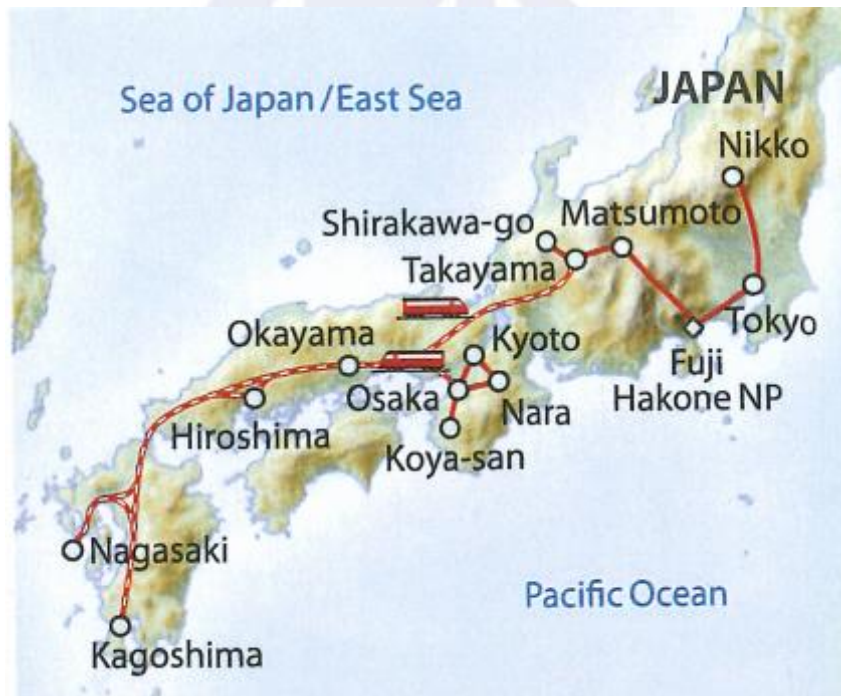 JAPAN
Sea of Japan/East Sea
Nikko
Shirakawa-go
Matsumoto
Takayama
Tokyo
Okayama
Kyoto
Fuji
Hakone NP
Osaka
Nara
Hiroshima
Koya-san
Nagasaki
Pacific Ocean
Kagoshima